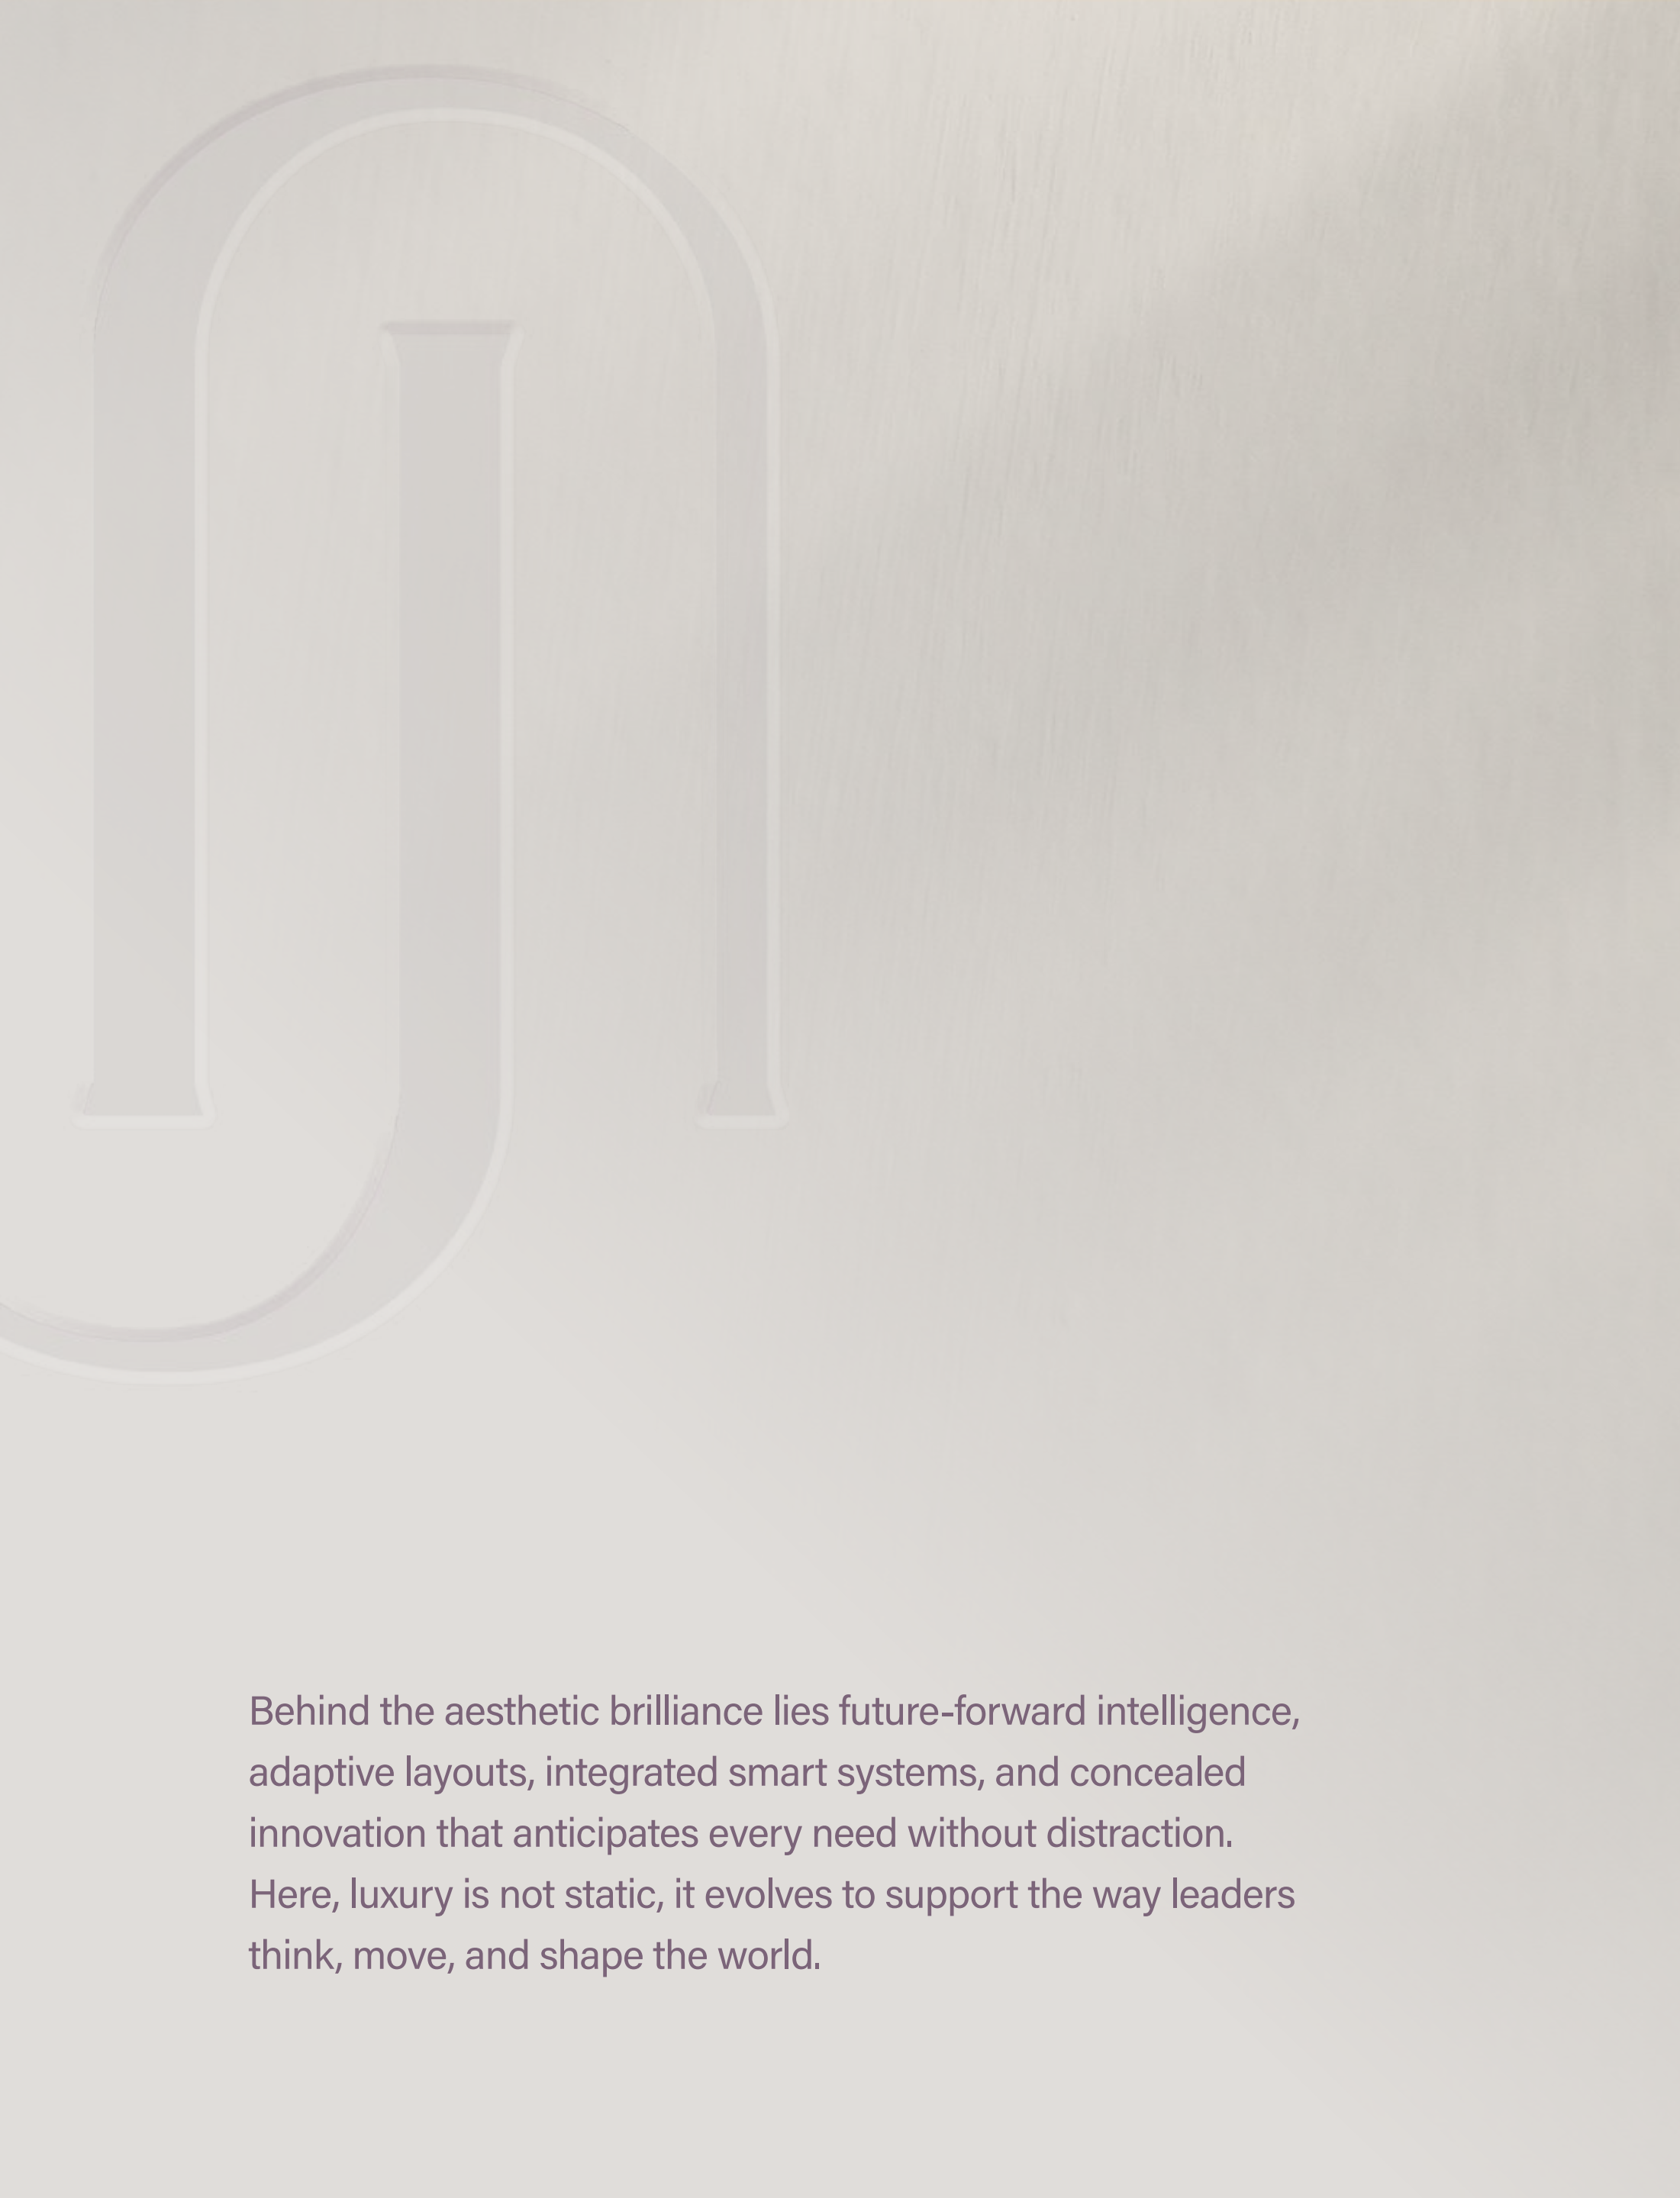 Behind the aesthetic brilliance lies future-forward intelligence,
adaptive layouts, integrated smart systems, and concealed
innovation that anticipates every need without distraction.
Here, luxury is not static, it evolves to support the way leaders
think, move, and shape the world.